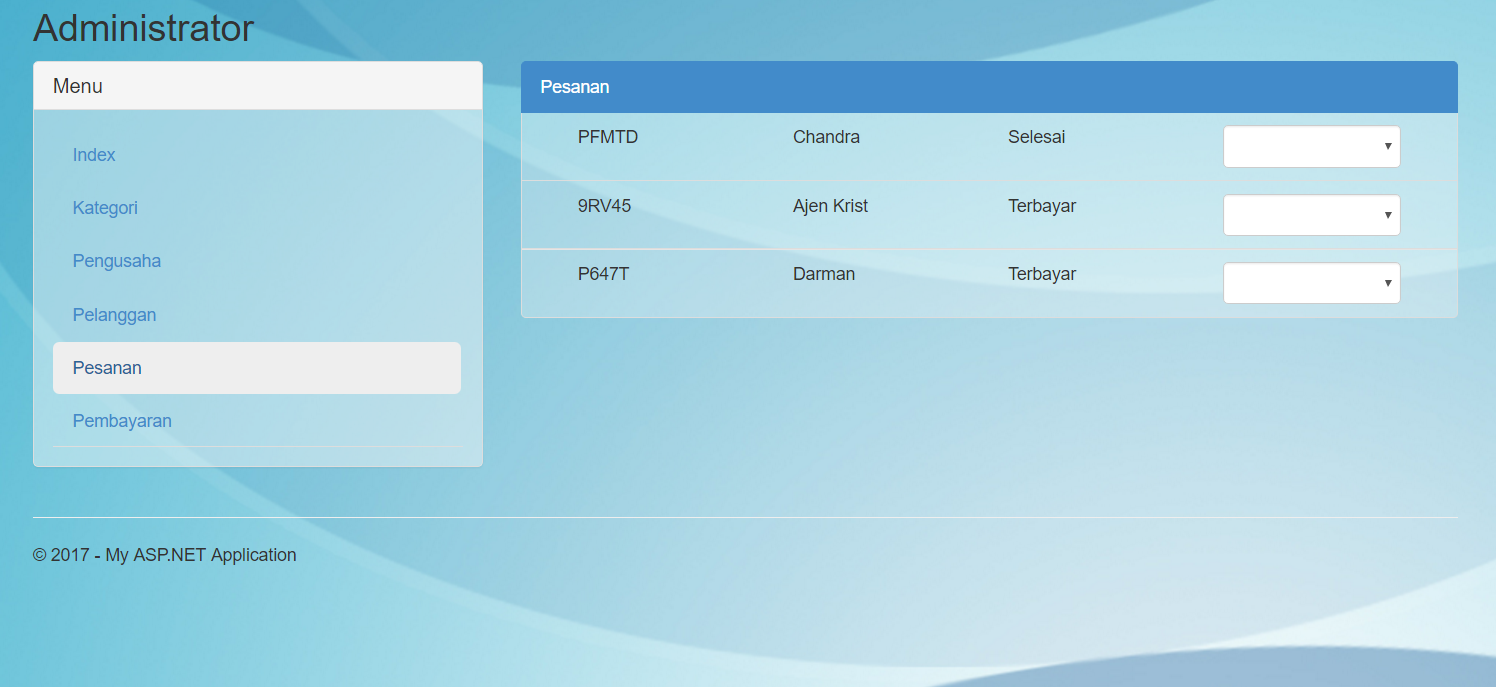 Administrator
Menu
Index
Kategori
Pengusaha
Pelanggan
Pesanan
Pembayaran
Pesanan
PFMTD Chandra Selesai
9RV45 Ajen Krist Terbayar
P647T Darman Terbayar
© 2017 - My ASP.NET Application